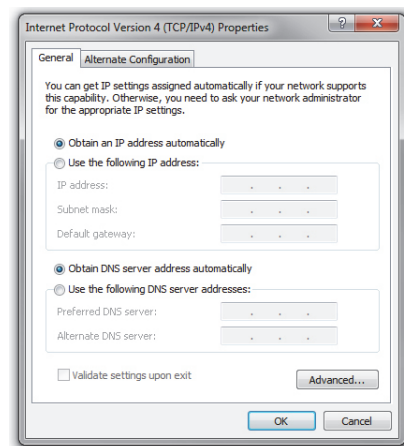 Internet Protocol Version 4 (TCP/IPv4) Properties
General
Alternate Configuration
You can get IP settings assigned automatically if your network supports
this capability. Otherwise, you need to ask your network administrator
for the appropriate IP settings.
Obtain an IP address automatically
Use the following IP address:
IP address:
Subnet mask:
Default gateway:
Obtain DNS server address automatically
Use the following DNS server addresses:
Preferred DNS server:
Alternate DNS server:
Validate settings upon exit
Advanced...
OK
Cancel